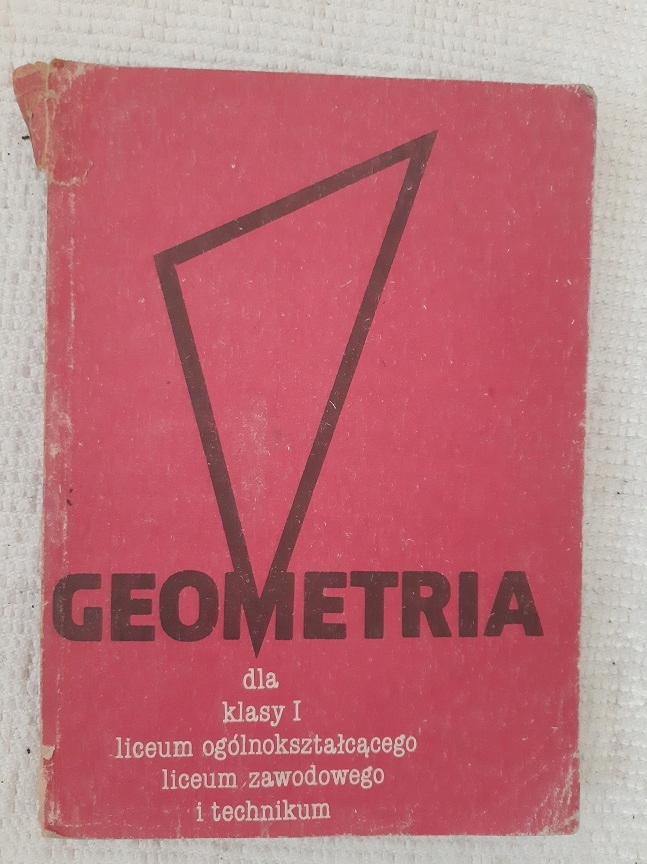 GEOMETRIA
dla
klasy I
liceum ogólnokształcącego
liceum zawodowego
i technikum